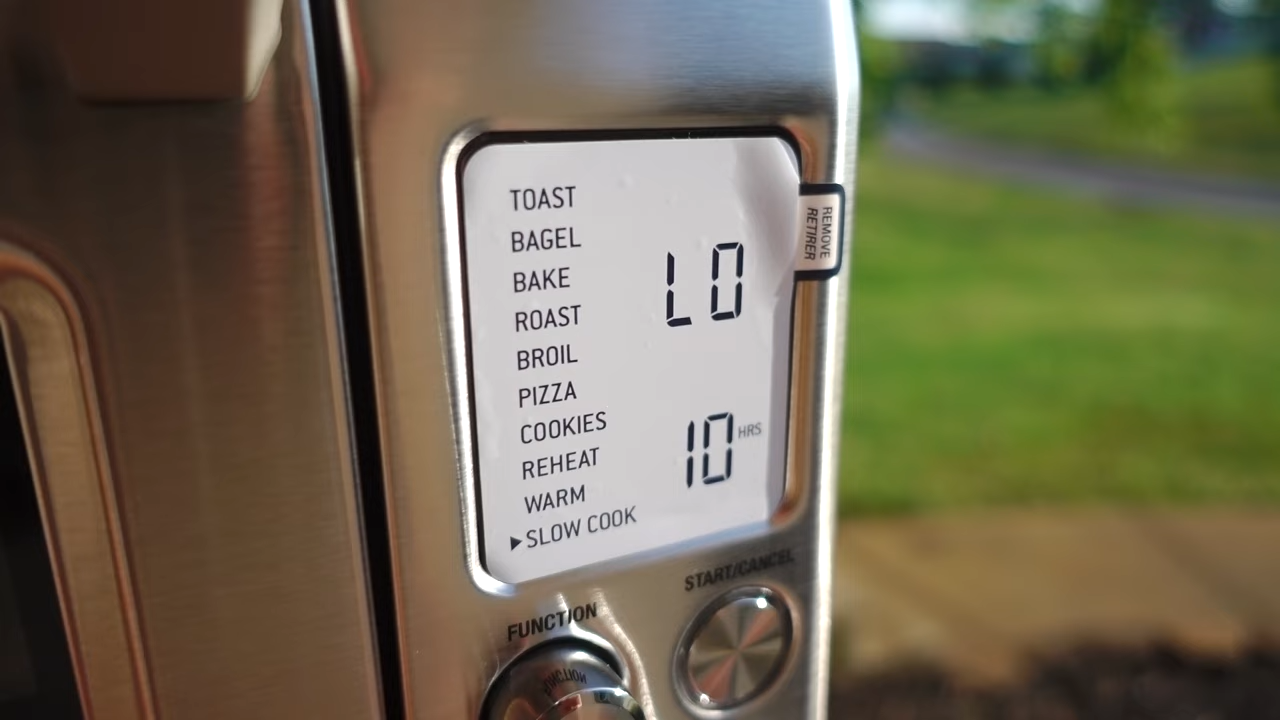 TOAST
BAGEL
BAKE
ROAST
BROIL
PIZZA
COOKIES
REHEAT
WARM
▶SLOW COOK
LO
10 HRS
REMOVE
RETIRER
START/CANCEL
FUNCTION
FUNCTION